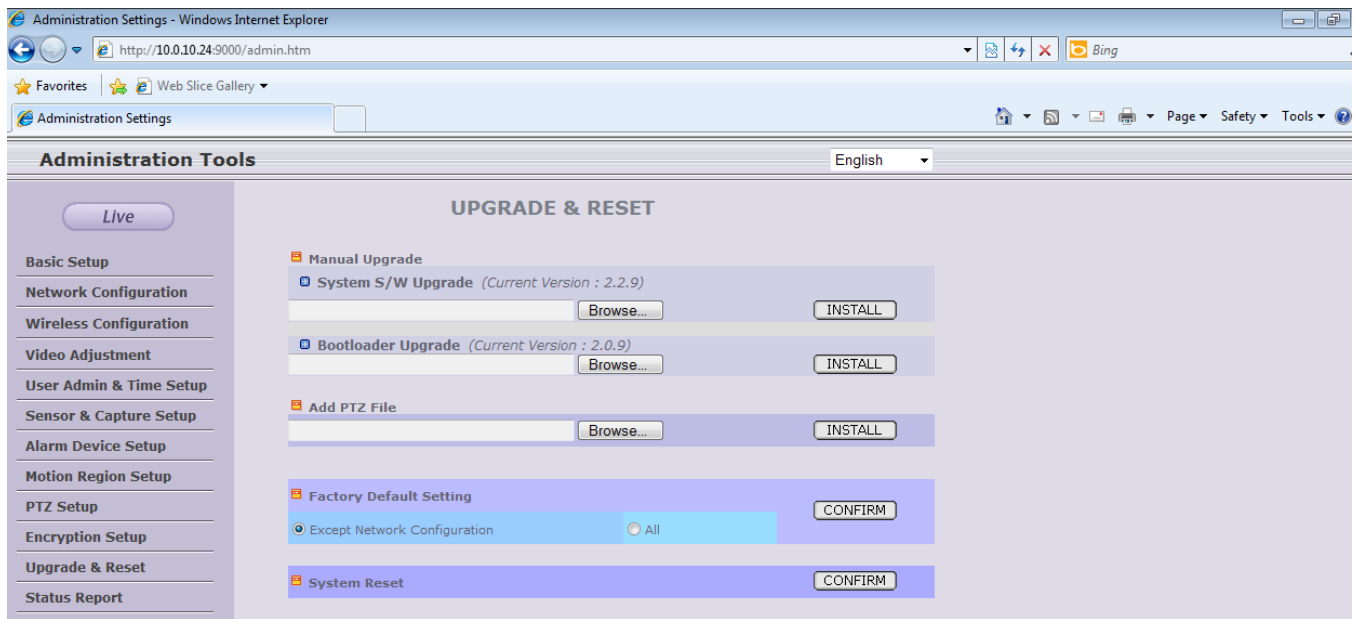 Administration Settings - Windows Internet Explorer
http://10.0.10.24:9000/admin.htm
Bing
Favorites
Web Slice Gallery
Administration Settings
Page
Safety
Tools
Administration Tools
English
Live
Basic Setup
Network Configuration
Wireless Configuration
Video Adjustment
User Admin & Time Setup
Sensor & Capture Setup
Alarm Device Setup
Motion Region Setup
PTZ Setup
Encryption Setup
Upgrade & Reset
Status Report
UPGRADE & RESET
Manual Upgrade
System S/W Upgrade (Current Version : 2.2.9)
Browse... INSTALL
Bootloader Upgrade (Current Version : 2.0.9)
Browse... INSTALL
Add PTZ File
Browse... INSTALL
Factory Default Setting
CONFIRM
Except Network Configuration All
System Reset CONFIRM